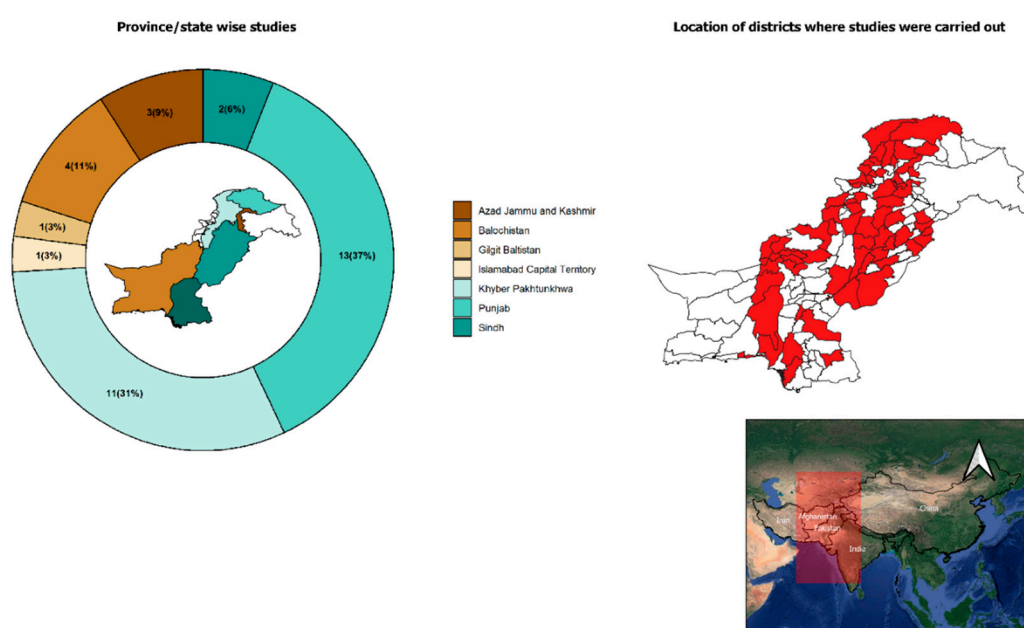 Province/state wise studies
Location of districts where studies were carried out
3(9%)
2(6%)
4(11%)
1(3%)
1(3%)
13(37%)
11(31%)
Azad Jammu and Kashmir
Balochistan
Gilgit Baltistan
Islamabad Capital Territory
Khyber Pakhtunkhwa
Punjab
Sindh
China
Afghanistan
Iran
Pakistan
India